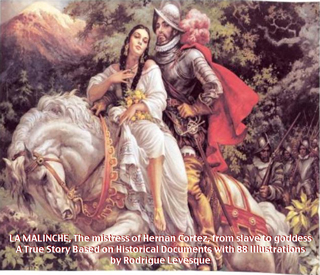 LA MALINCHE, The mistress of Hernan Cortez, from slave to goddess
A True Story Based on Historical Documents with 88 Illustrations
by Rodrigue Levesque